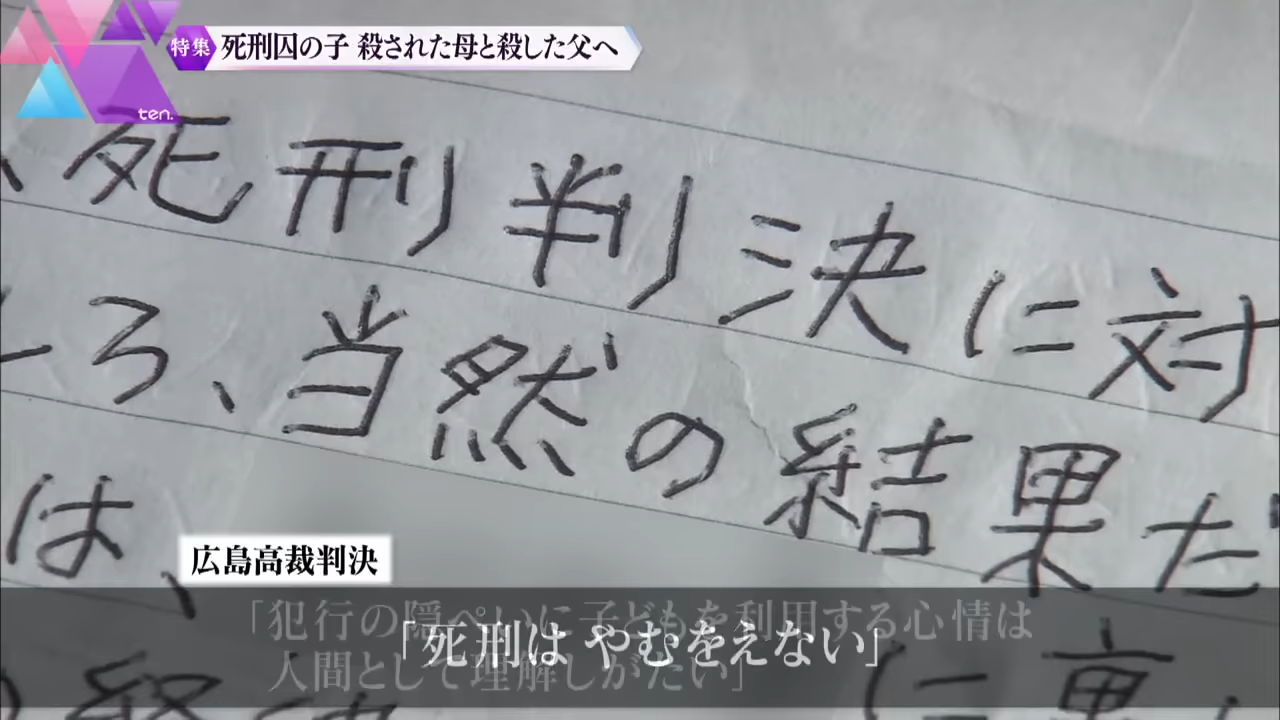 特集 死刑囚の子 殺された母と殺した父へ
ten.
、死刑判決に対
ころ、当然の結果だ
は、
広島高裁判決
「犯行の隠ぺいに子どもを利用する心情は
人間として理解しがたい」
「死刑は やむをえない」
に裏